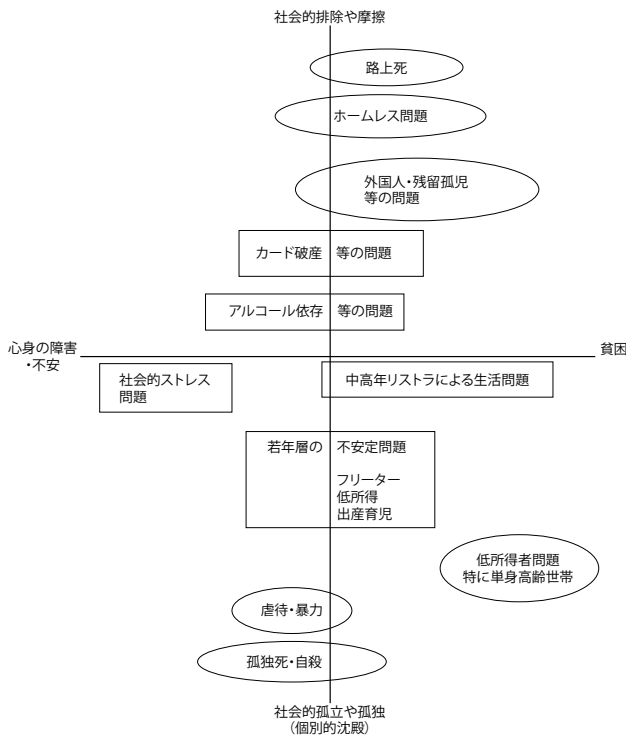 社会的排除や摩擦
路上死
ホームレス問題
外国人・残留孤児
等の問題
カード破産 等の問題
アルコール依存 等の問題
心身の障害
・不安
貧困
社会的ストレス
問題
中高年リストラによる生活問題
若年層の 不安定問題
フリーター
低所得
出産育児
低所得者問題
特に単身高齢世帯
虐待・暴力
孤独死・自殺
社会的孤立や孤独
（個別的沈殿）